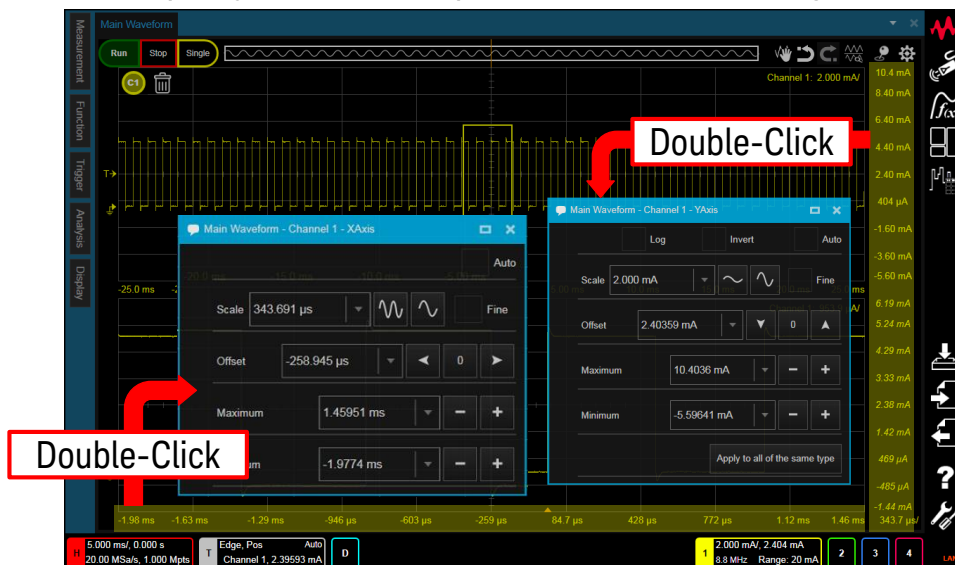 Main Waveform
Measurement
Function
Trigger
Analysis
Display
Run
Stop
Single
C1
Channel 1: 2.000 mA/
10.4 mA
8.40 mA
6.40 mA
4.40 mA
2.40 mA
404 µA
-1.60 mA
-3.60 mA
-5.60 mA
T
Double-Click
Main Waveform - Channel 1 - XAxis
Auto
Scale
343.691 µs
Fine
Offset
-258.945 µs
0
Maximum
1.45951 ms
-1.9774 ms
Main Waveform - Channel 1 - YAxis
Log
Invert
Auto
Scale
2.000 mA
Fine
Offset
2.40359 mA
0
Maximum
10.4036 mA
Minimum
-5.59641 mA
Apply to all of the same type
-25.0 ms
6.19 mA
5.24 mA
4.29 mA
3.33 mA
2.38 mA
1.42 mA
469 µA
-485 µA
-1.44 mA
Double-Click
-1.98 ms
-1.63 ms
-1.29 ms
-946 µs
-603 µs
-259 µs
84.7 µs
428 µs
772 µs
1.12 ms
1.46 ms
343.7 µs/
H
5.000 ms/, 0.000 s
20.00 MSa/s, 1.000 Mpts
T
Edge, Pos
Auto
Channel 1, 2.39593 mA
D
1
2.000 mA/, 2.404 mA
8.8 MHz Range: 20 mA
2
3
4
f(x)
?
LAN